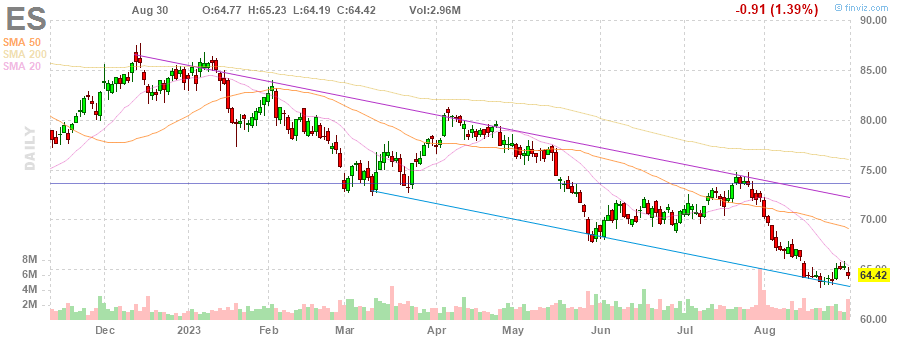 ES Aug 30 O:64.77 H:65.23 L:64.19 C:64.42 Vol:2.96M -0.91 (1.39%) © finviz.com
90.00
SMA 50
SMA 200
SMA 20
85.00
80.00
DAILY
75.00
70.00
8M 65.00
6M 64.42
4M
2M
60.00
Dec 2023 Feb Mar Apr May Jun Jul Aug